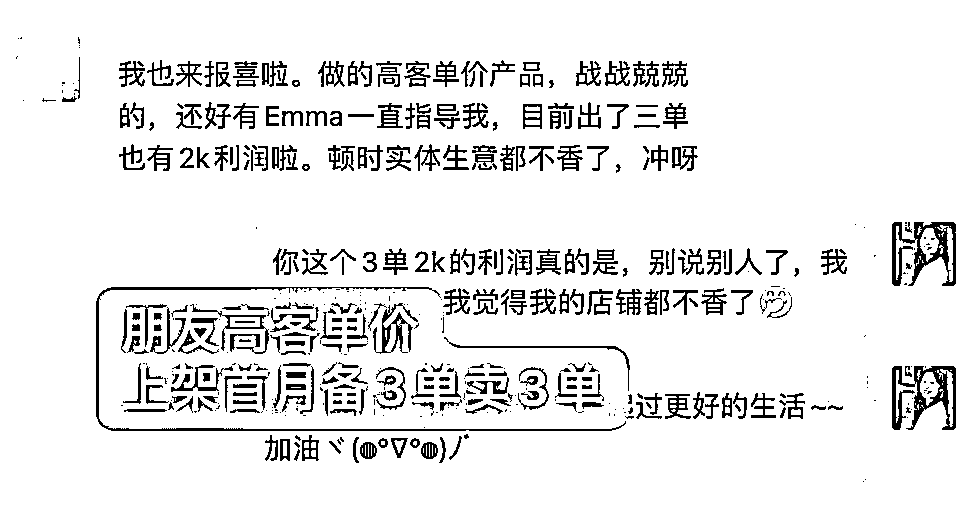 我也来报喜啦。做的高客单价产品，战战兢兢
的，还好有Emma一直指导我，目前出了三单
也有2k利润啦。顿时实体生意都不香了，冲呀
你这个3单2k的利润真的是，别说别人了，我
我觉得我的店铺都不香了
朋友高客单价
上架首月备3单卖3单
过更好的生活~~
加油ヾ(◍°∇°◍)ﾉﾞ